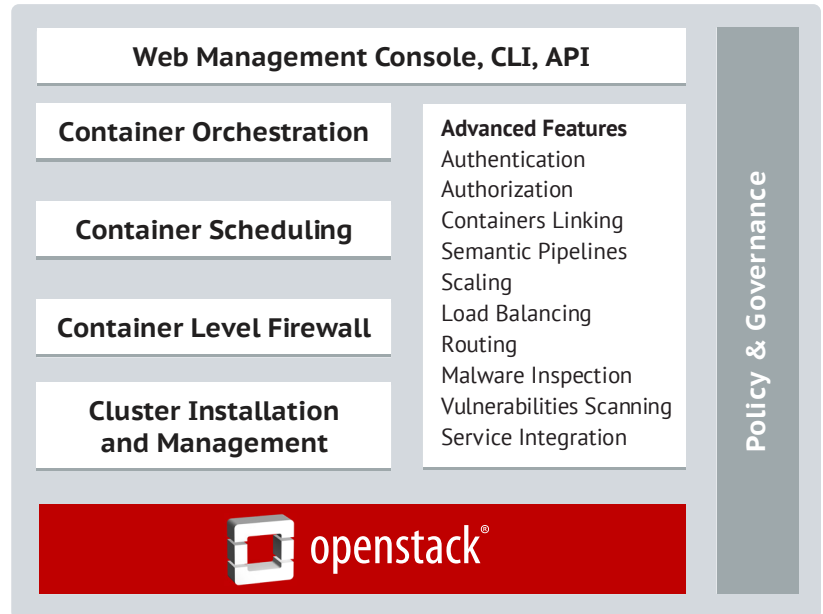 Web Management Console, CLI, API
Container Orchestration
Container Scheduling
Container Level Firewall
Cluster Installation
and Management
Advanced Features
Authentication
Authorization
Containers Linking
Semantic Pipelines
Scaling
Load Balancing
Routing
Malware Inspection
Vulnerabilities Scanning
Service Integration
Policy & Governance
openstack®